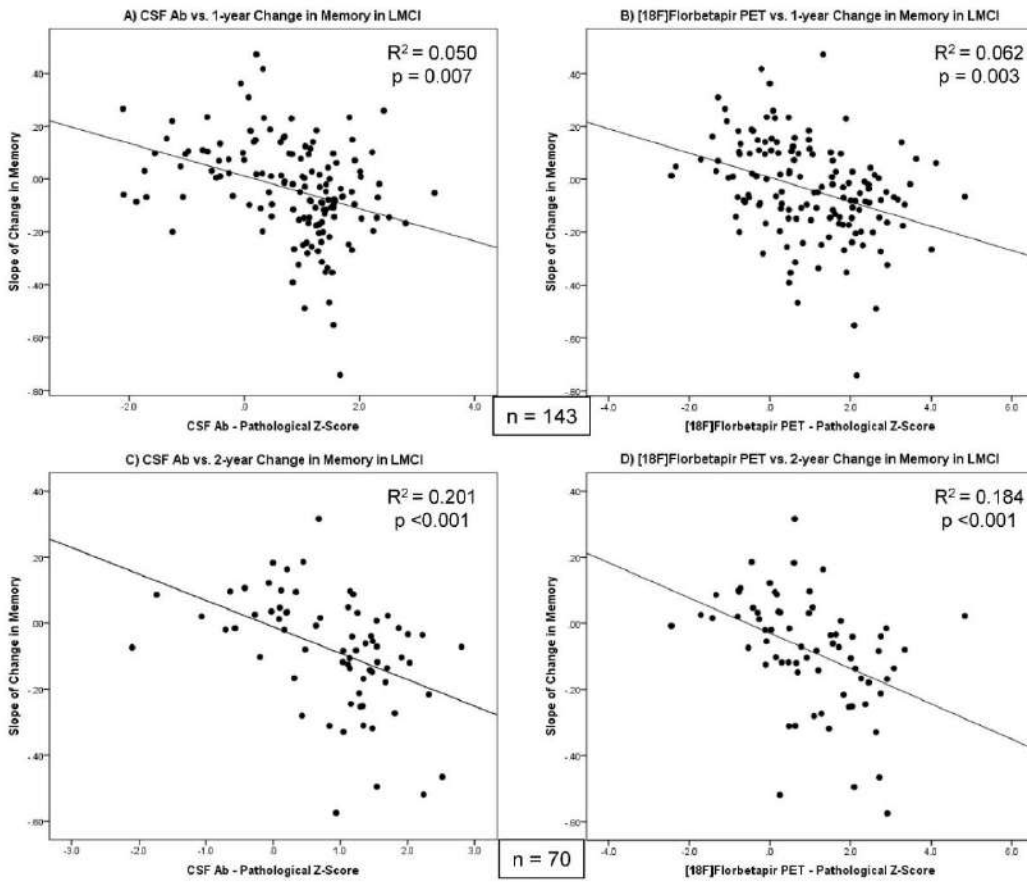 A) CSF Ab vs. 1-year Change in Memory in LMCI
R² = 0.050
p = 0.007
Slope of Change in Memory
.40
.20
.00
-.20
-.40
-.60
-.80
-2.0
.0
2.0
4.0
CSF Ab - Pathological Z-Score
B) [18F]Florbetapir PET vs. 1-year Change in Memory in LMCI
R² = 0.062
p = 0.003
Slope of Change in Memory
.40
.20
.00
-.20
-.40
-.60
-.80
-4.0
-2.0
.0
2.0
4.0
6.0
[18F]Florbetapir PET - Pathological Z-Score
n = 143
C) CSF Ab vs. 2-year Change in Memory in LMCI
R² = 0.201
p <0.001
Slope of Change in Memory
.40
.20
.00
-.20
-.40
-.60
-3.0
-2.0
-1.0
.0
1.0
2.0
3.0
CSF Ab - Pathological Z-Score
D) [18F]Florbetapir PET vs. 2-year Change in Memory in LMCI
R² = 0.184
p <0.001
Slope of Change in Memory
.40
.20
.00
-.20
-.40
-.60
-4.0
-2.0
.0
2.0
4.0
6.0
[18F]Florbetapir PET - Pathological Z-Score
n = 70